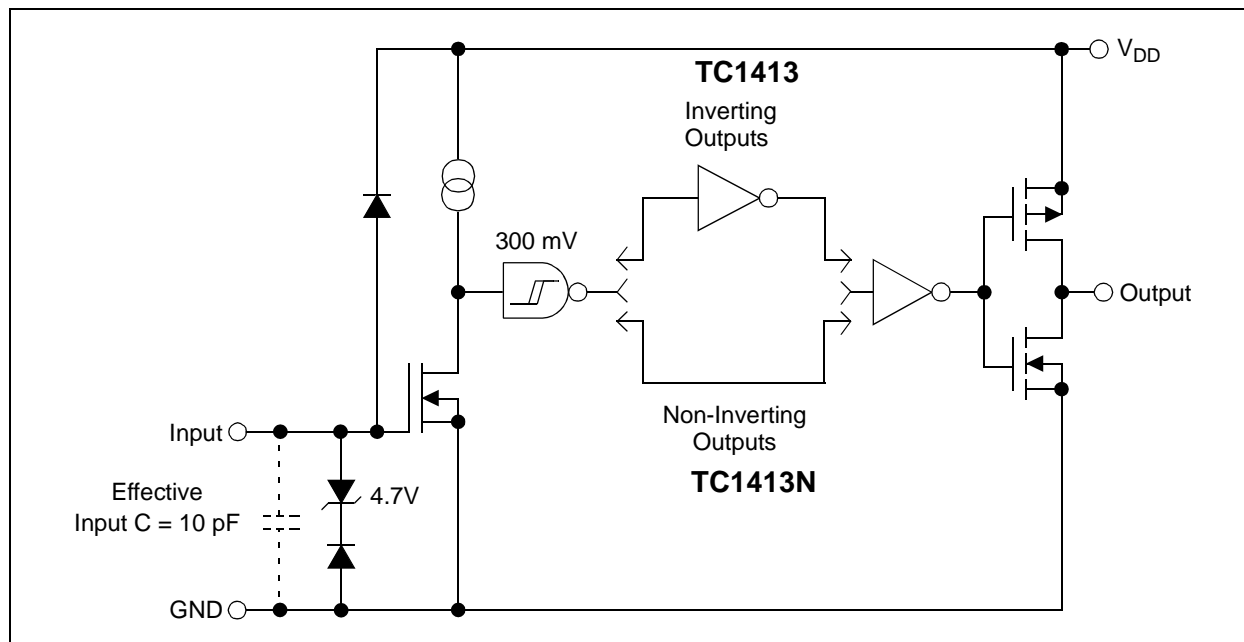 V_DD
TC1413
Inverting
Outputs
300 mV
Output
Non-Inverting
Outputs
TC1413N
Input
4.7V
Effective
Input C = 10 pF
GND